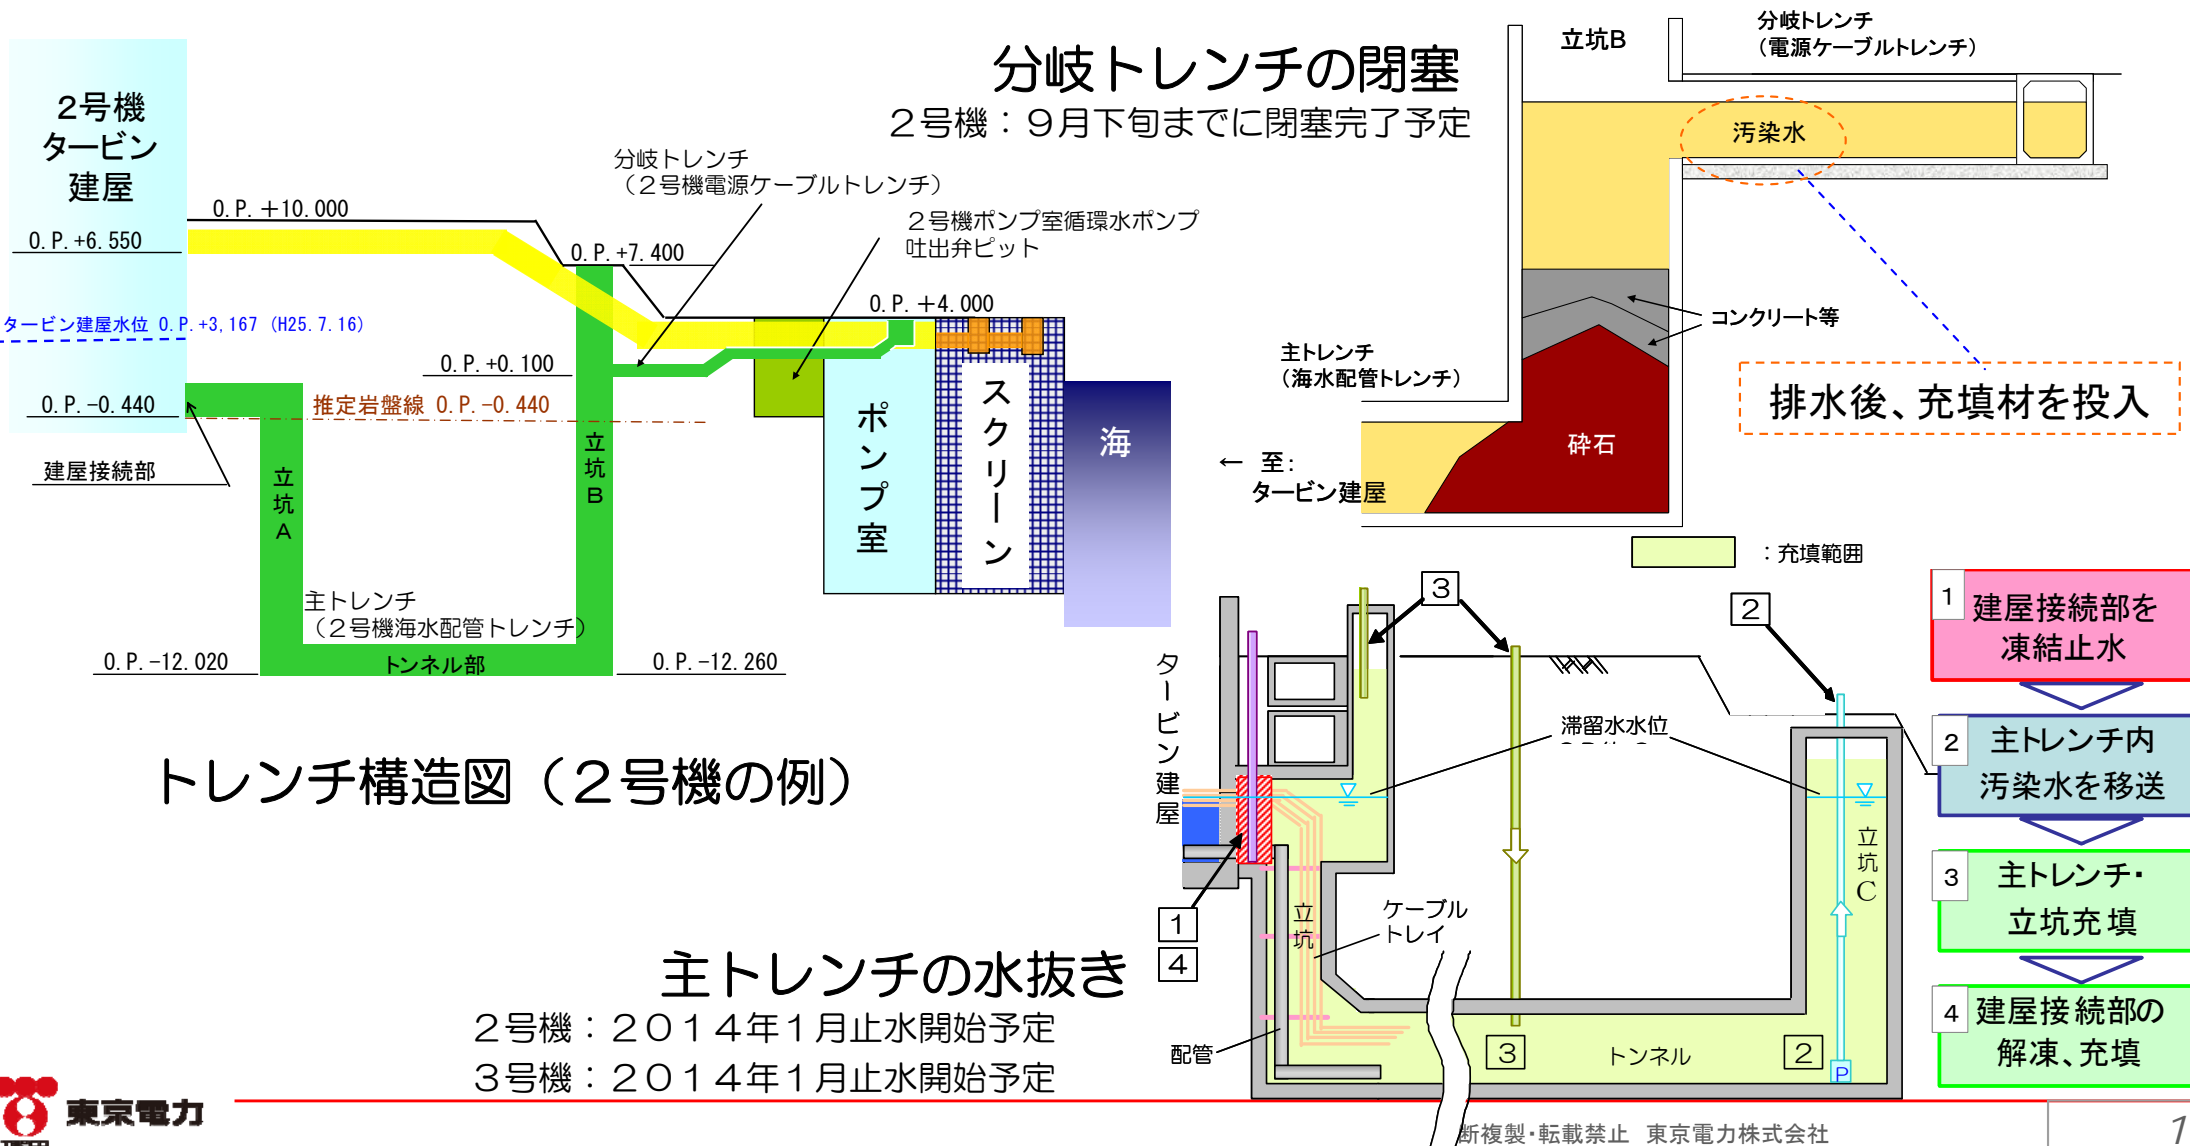 分岐トレンチの閉塞
2号機：9月下旬までに閉塞完了予定
2号機
タービン
建屋
O.P.+10.000
O.P.+6.550
O.P.+7.400
分岐トレンチ
（2号機電源ケーブルトレンチ）
2号機ポンプ室循環水ポンプ
吐出弁ピット
O.P.+4.000
タービン建屋水位 O.P.+3,167 (H25.7.16)
O.P.+0.100
O.P.-0.440
推定岩盤線 O.P.-0.440
建屋接続部
立坑A
立坑B
ポンプ室
スクリーン
海
主トレンチ
（2号機海水配管トレンチ）
O.P.-12.020
トンネル部
O.P.-12.260
トレンチ構造図（2号機の例）
立坑B
分岐トレンチ
（電源ケーブルトレンチ）
汚染水
コンクリート等
主トレンチ
（海水配管トレンチ）
排水後、充填材を投入
砕石
← 至:
タービン建屋
：充填範囲
3
2
タービン建屋
滞留水水位
立坑C
立坑
ケーブル
トレイ
1
4
配管
3
トンネル
2
P
1
建屋接続部を
凍結止水
2
主トレンチ内
汚染水を移送
3
主トレンチ・
立坑充填
4
建屋接続部の
解凍、充填
主トレンチの水抜き
2号機：2014年1月止水開始予定
3号機：2014年1月止水開始予定
東京電力
断複製・転載禁止 東京電力株式会社
1